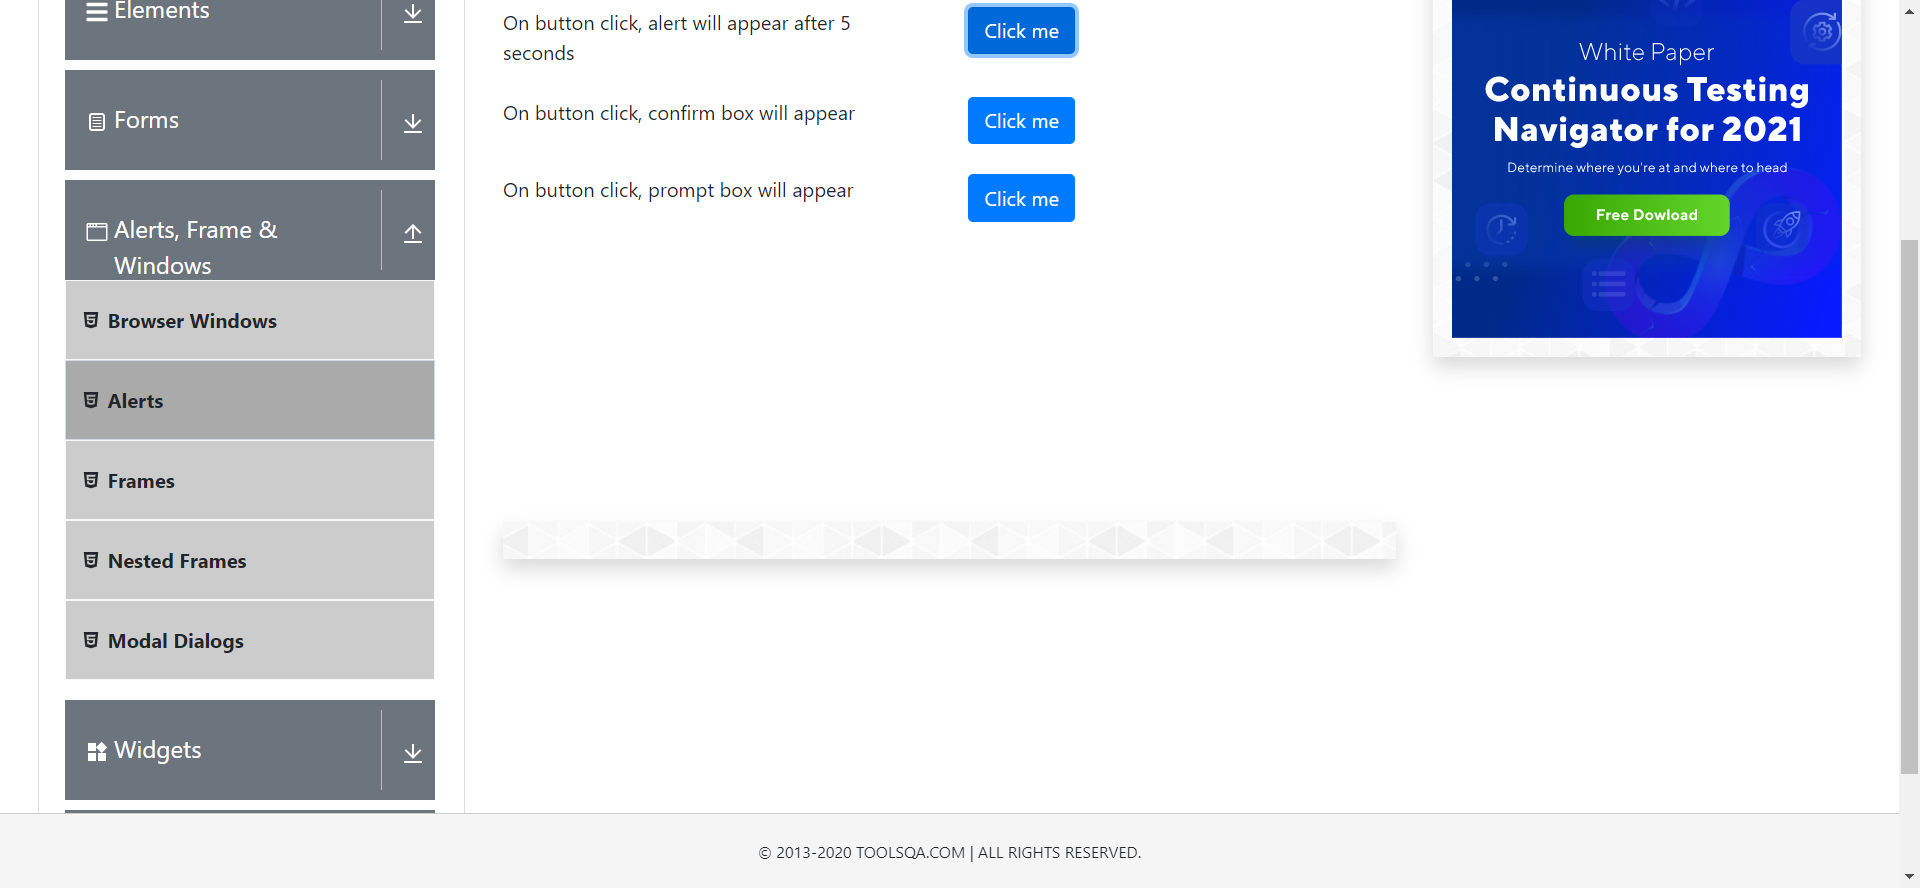 Elements
Forms
Alerts, Frame &
Windows
Browser Windows
Alerts
Frames
Nested Frames
Modal Dialogs
Widgets
On button click, alert will appear after 5
seconds
Click me
On button click, confirm box will appear
Click me
On button click, prompt box will appear
Click me
White Paper
Continuous Testing
Navigator for 2021
Determine where you're at and where to head
Free Dowload
© 2013-2020 TOOLSQA.COM | ALL RIGHTS RESERVED.